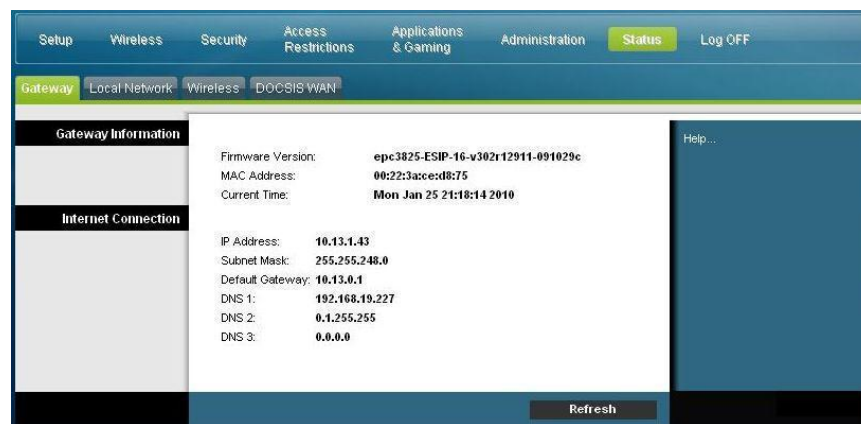 Setup Wireless Security Access Restrictions Applications & Gaming Administration Status Log OFF
Gateway Local Network Wireless DOCSIS WAN
Gateway Information
Help...
Firmware Version: epc3825-ESIP-16-v302r12911-091029c
MAC Address: 00:22:3a:ce:d8:75
Current Time: Mon Jan 25 21:18:14 2010
Internet Connection
IP Address: 10.13.1.43
Subnet Mask: 255.255.248.0
Default Gateway: 10.13.0.1
DNS 1: 192.168.19.227
DNS 2: 0.1.255.255
DNS 3: 0.0.0.0
Refresh